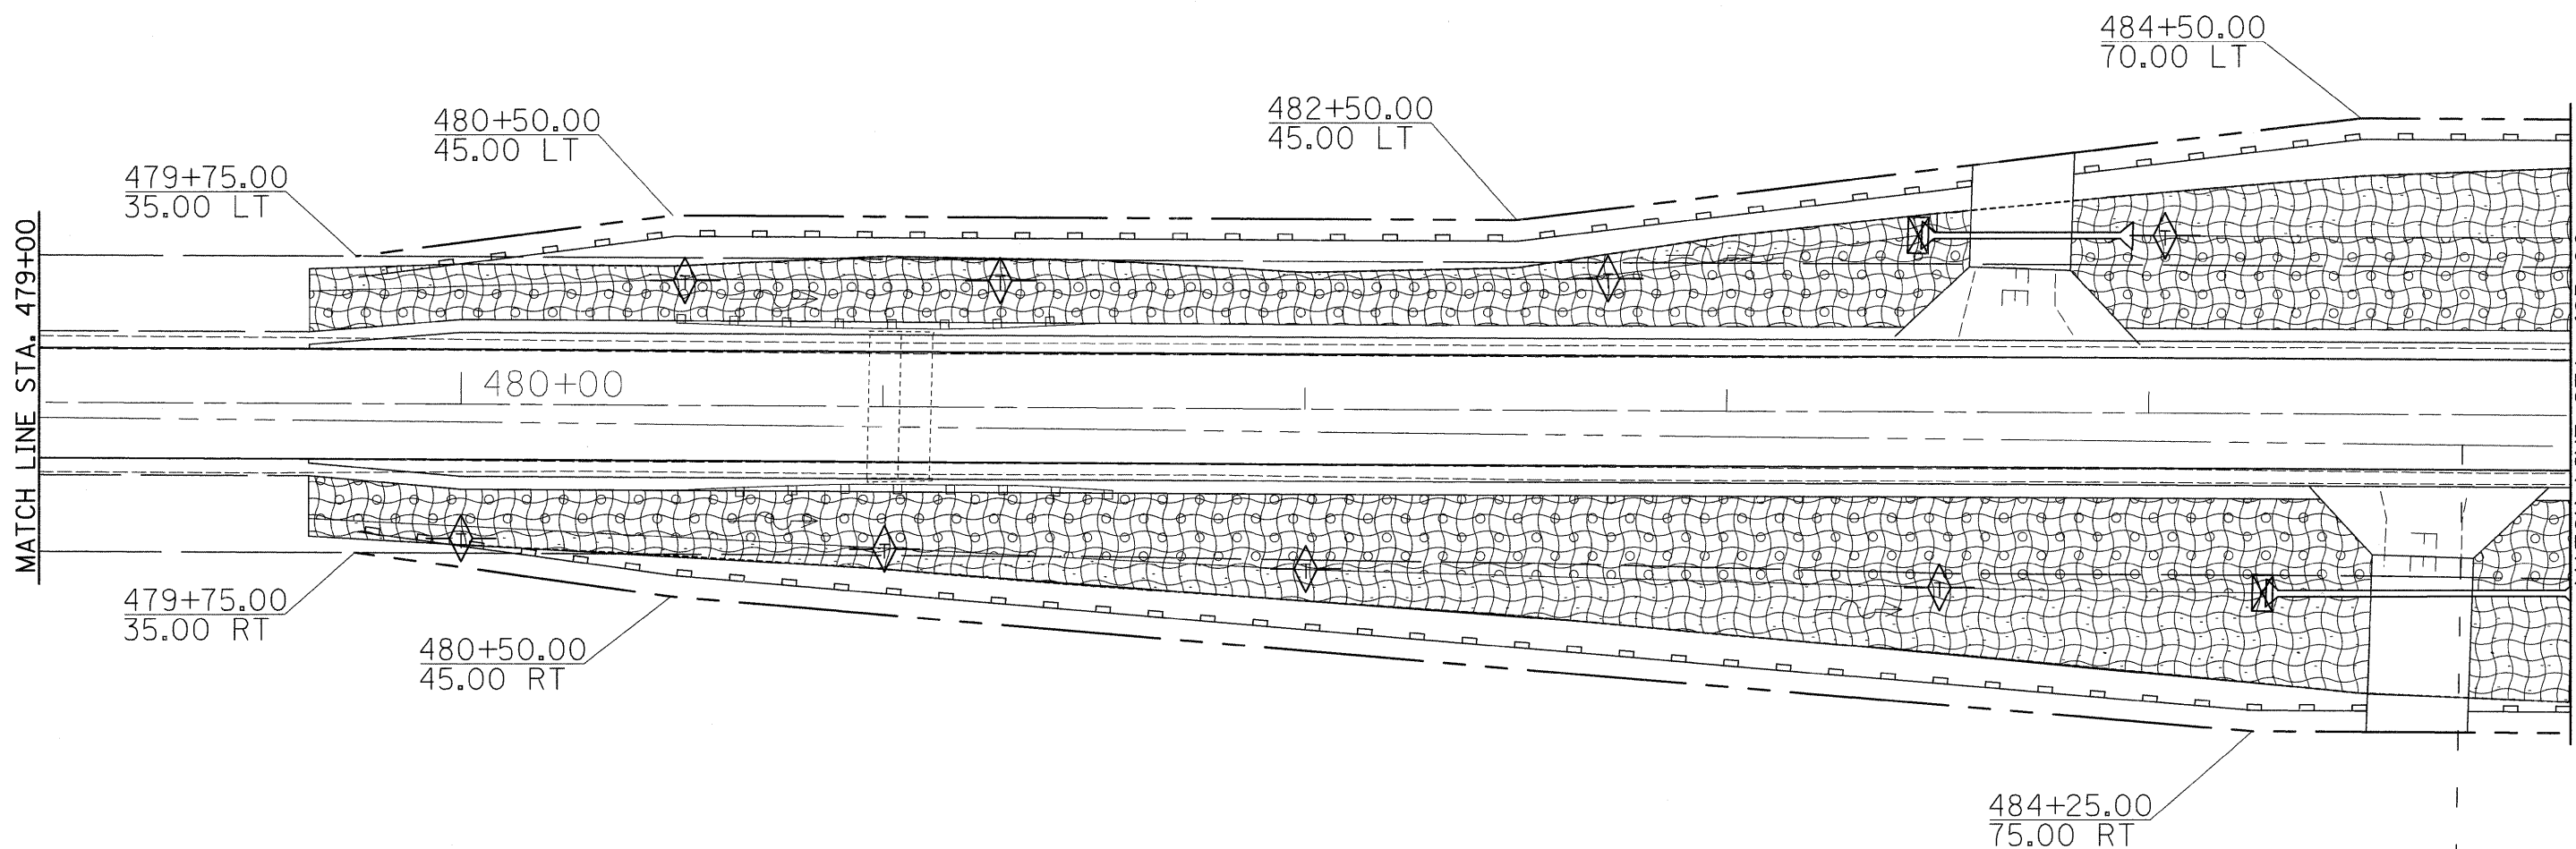 484+50.00
70.00 LT
482+50.00
45.00 LT
480+50.00
45.00 LT
479+75.00
35.00 LT
MATCH LINE STA. 479+00
480+00
T
T
T
T
T
T
T
T
FE
FE
479+75.00
35.00 RT
480+50.00
45.00 RT
484+25.00
75.00 RT